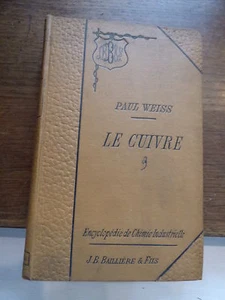 PAUL WEISS
LE CUIVRE
Encyclopédie de Chimie Industrielle
J.B. BAILLIÈRE & FILS